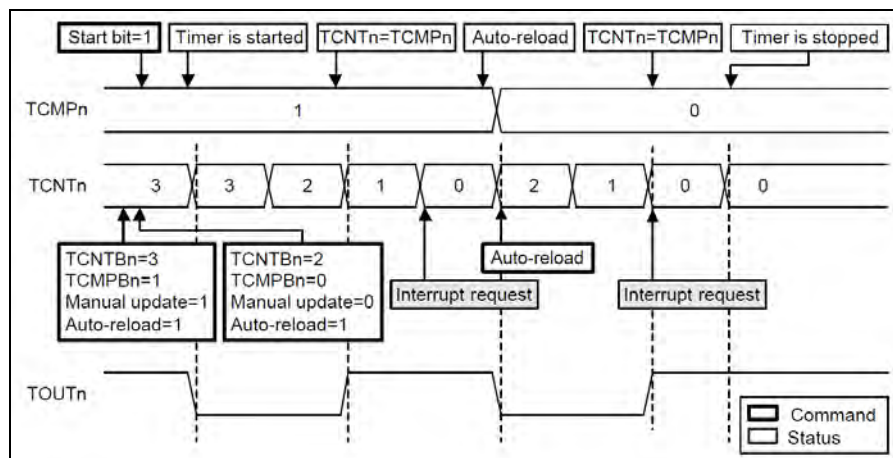 Start bit=1 Timer is started TCNTn=TCMPn Auto-reload TCNTn=TCMPn Timer is stopped
TCMPn 1 0
TCNTn 3 3 2 1 0 2 1 0 0
TCNTBn=3
TCMPBn=1
Manual update=1
Auto-reload=1
TCNTBn=2
TCMPBn=0
Manual update=0
Auto-reload=1
Interrupt request
Auto-reload
Interrupt request
TOUTn
Command
Status